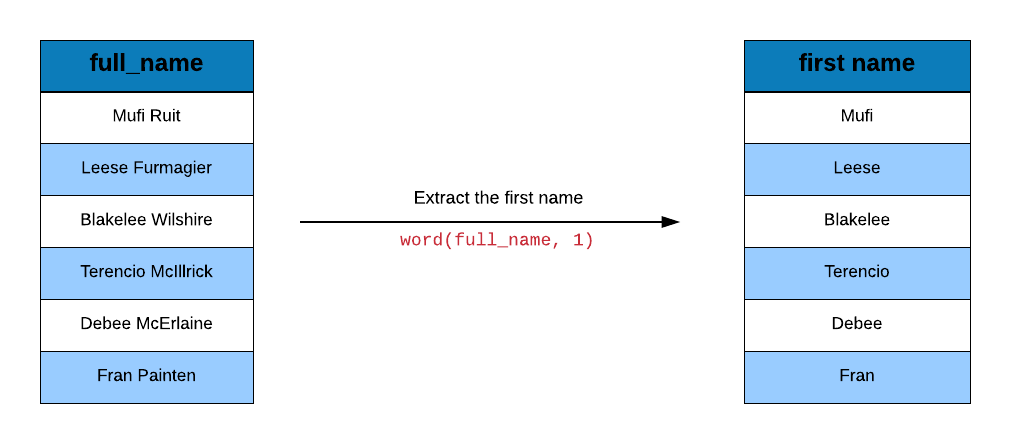 full_name
Mufi Ruit
Leese Furmagier
Blakelee Wilshire
Terencio McIllrick
Debee McErlaine
Fran Painten
Extract the first name
word(full_name, 1)
first name
Mufi
Leese
Blakelee
Terencio
Debee
Fran